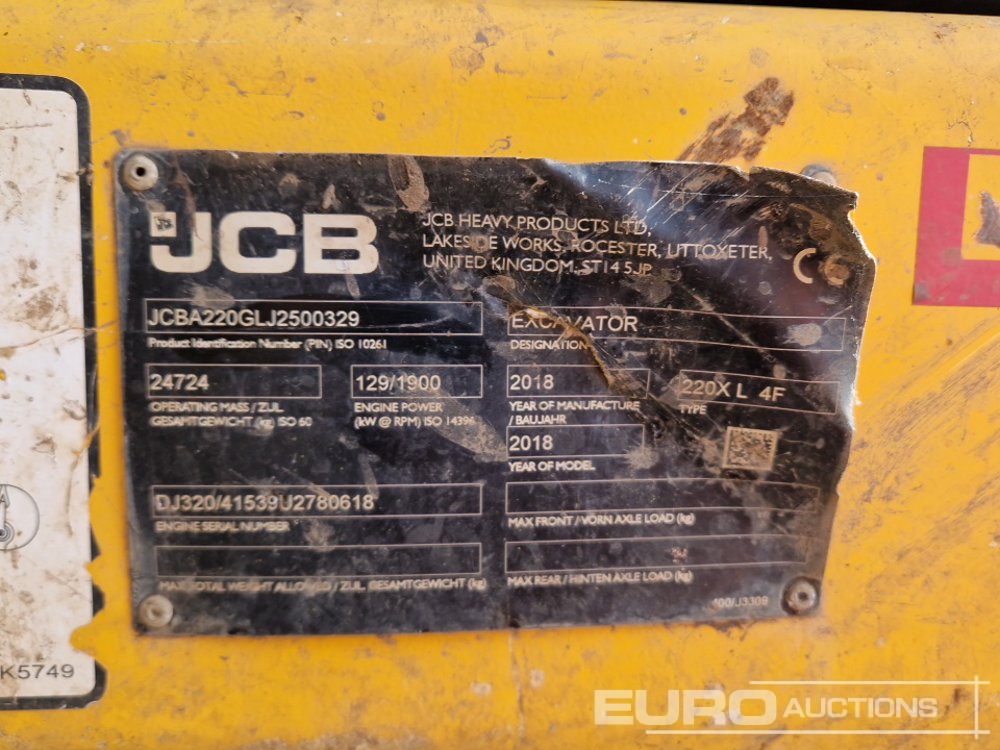 JCB
JCB HEAVY PRODUCTS LTD,
LAKESIDE WORKS, ROCESTER, UTTOXETER,
UNITED KINGDOM, ST14 5JP
CE
JCBA220GLJ2500329
Product Identification Number (PIN) ISO 10261
EXCAVATOR
DESIGNATION
24724
OPERATING MASS / ZUL.
GESAMTGEWICHT (kg) ISO 60
129/1900
ENGINE POWER
(kW @ RPM) ISO 14396
2018
YEAR OF MANUFACTURE
/ BAUJAHR
220X L 4F
TYPE
2018
YEAR OF MODEL
DJ320/41539U2780618
ENGINE SERIAL NUMBER
MAX FRONT / VORN AXLE LOAD (kg)
MAX TOTAL WEIGHT ALLOWED / ZUL. GESAMTGEWICHT (kg)
MAX REAR / HINTEN AXLE LOAD (kg)
400/J3309
K5749
EURO AUCTIONS